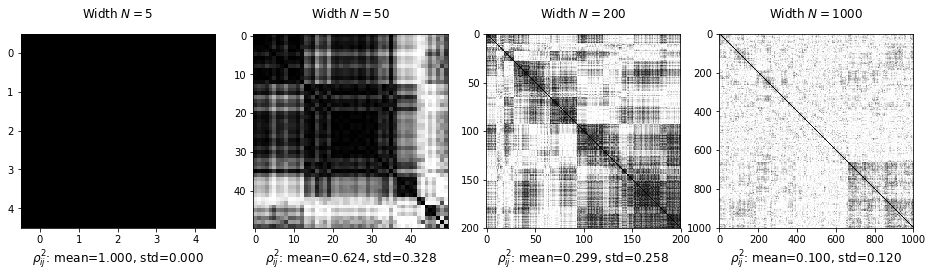 Width N = 5
0
1
2
3
4
0 1 2 3 4
ρ²ᵢⱼ: mean=1.000, std=0.000
Width N = 50
0
10
20
30
40
0 10 20 30 40
ρ²ᵢⱼ: mean=0.624, std=0.328
Width N = 200
0
50
100
150
200
0 50 100 150 200
ρ²ᵢⱼ: mean=0.299, std=0.258
Width N = 1000
0
200
400
600
800
1000
0 200 400 600 800 1000
ρ²ᵢⱼ: mean=0.100, std=0.120